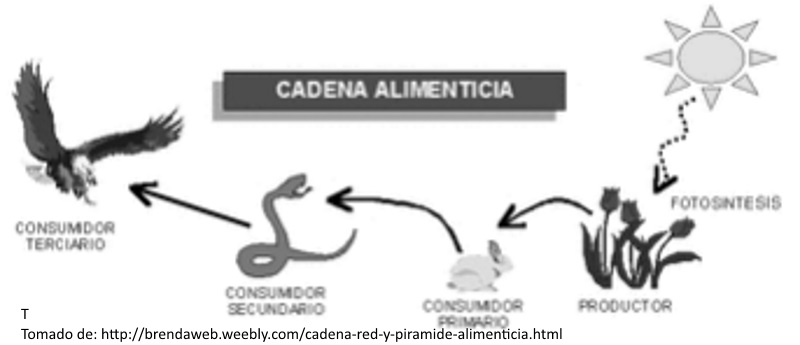 CADENA ALIMENTICIA
FOTOSINTESIS
CONSUMIDOR
TERCIARIO
CONSUMIDOR
SECUNDARIO
CONSUMIDOR
PRIMARIO
PRODUCTOR
T
Tomado de: http://brendaweb.weebly.com/cadena-red-y-piramide-alimenticia.html